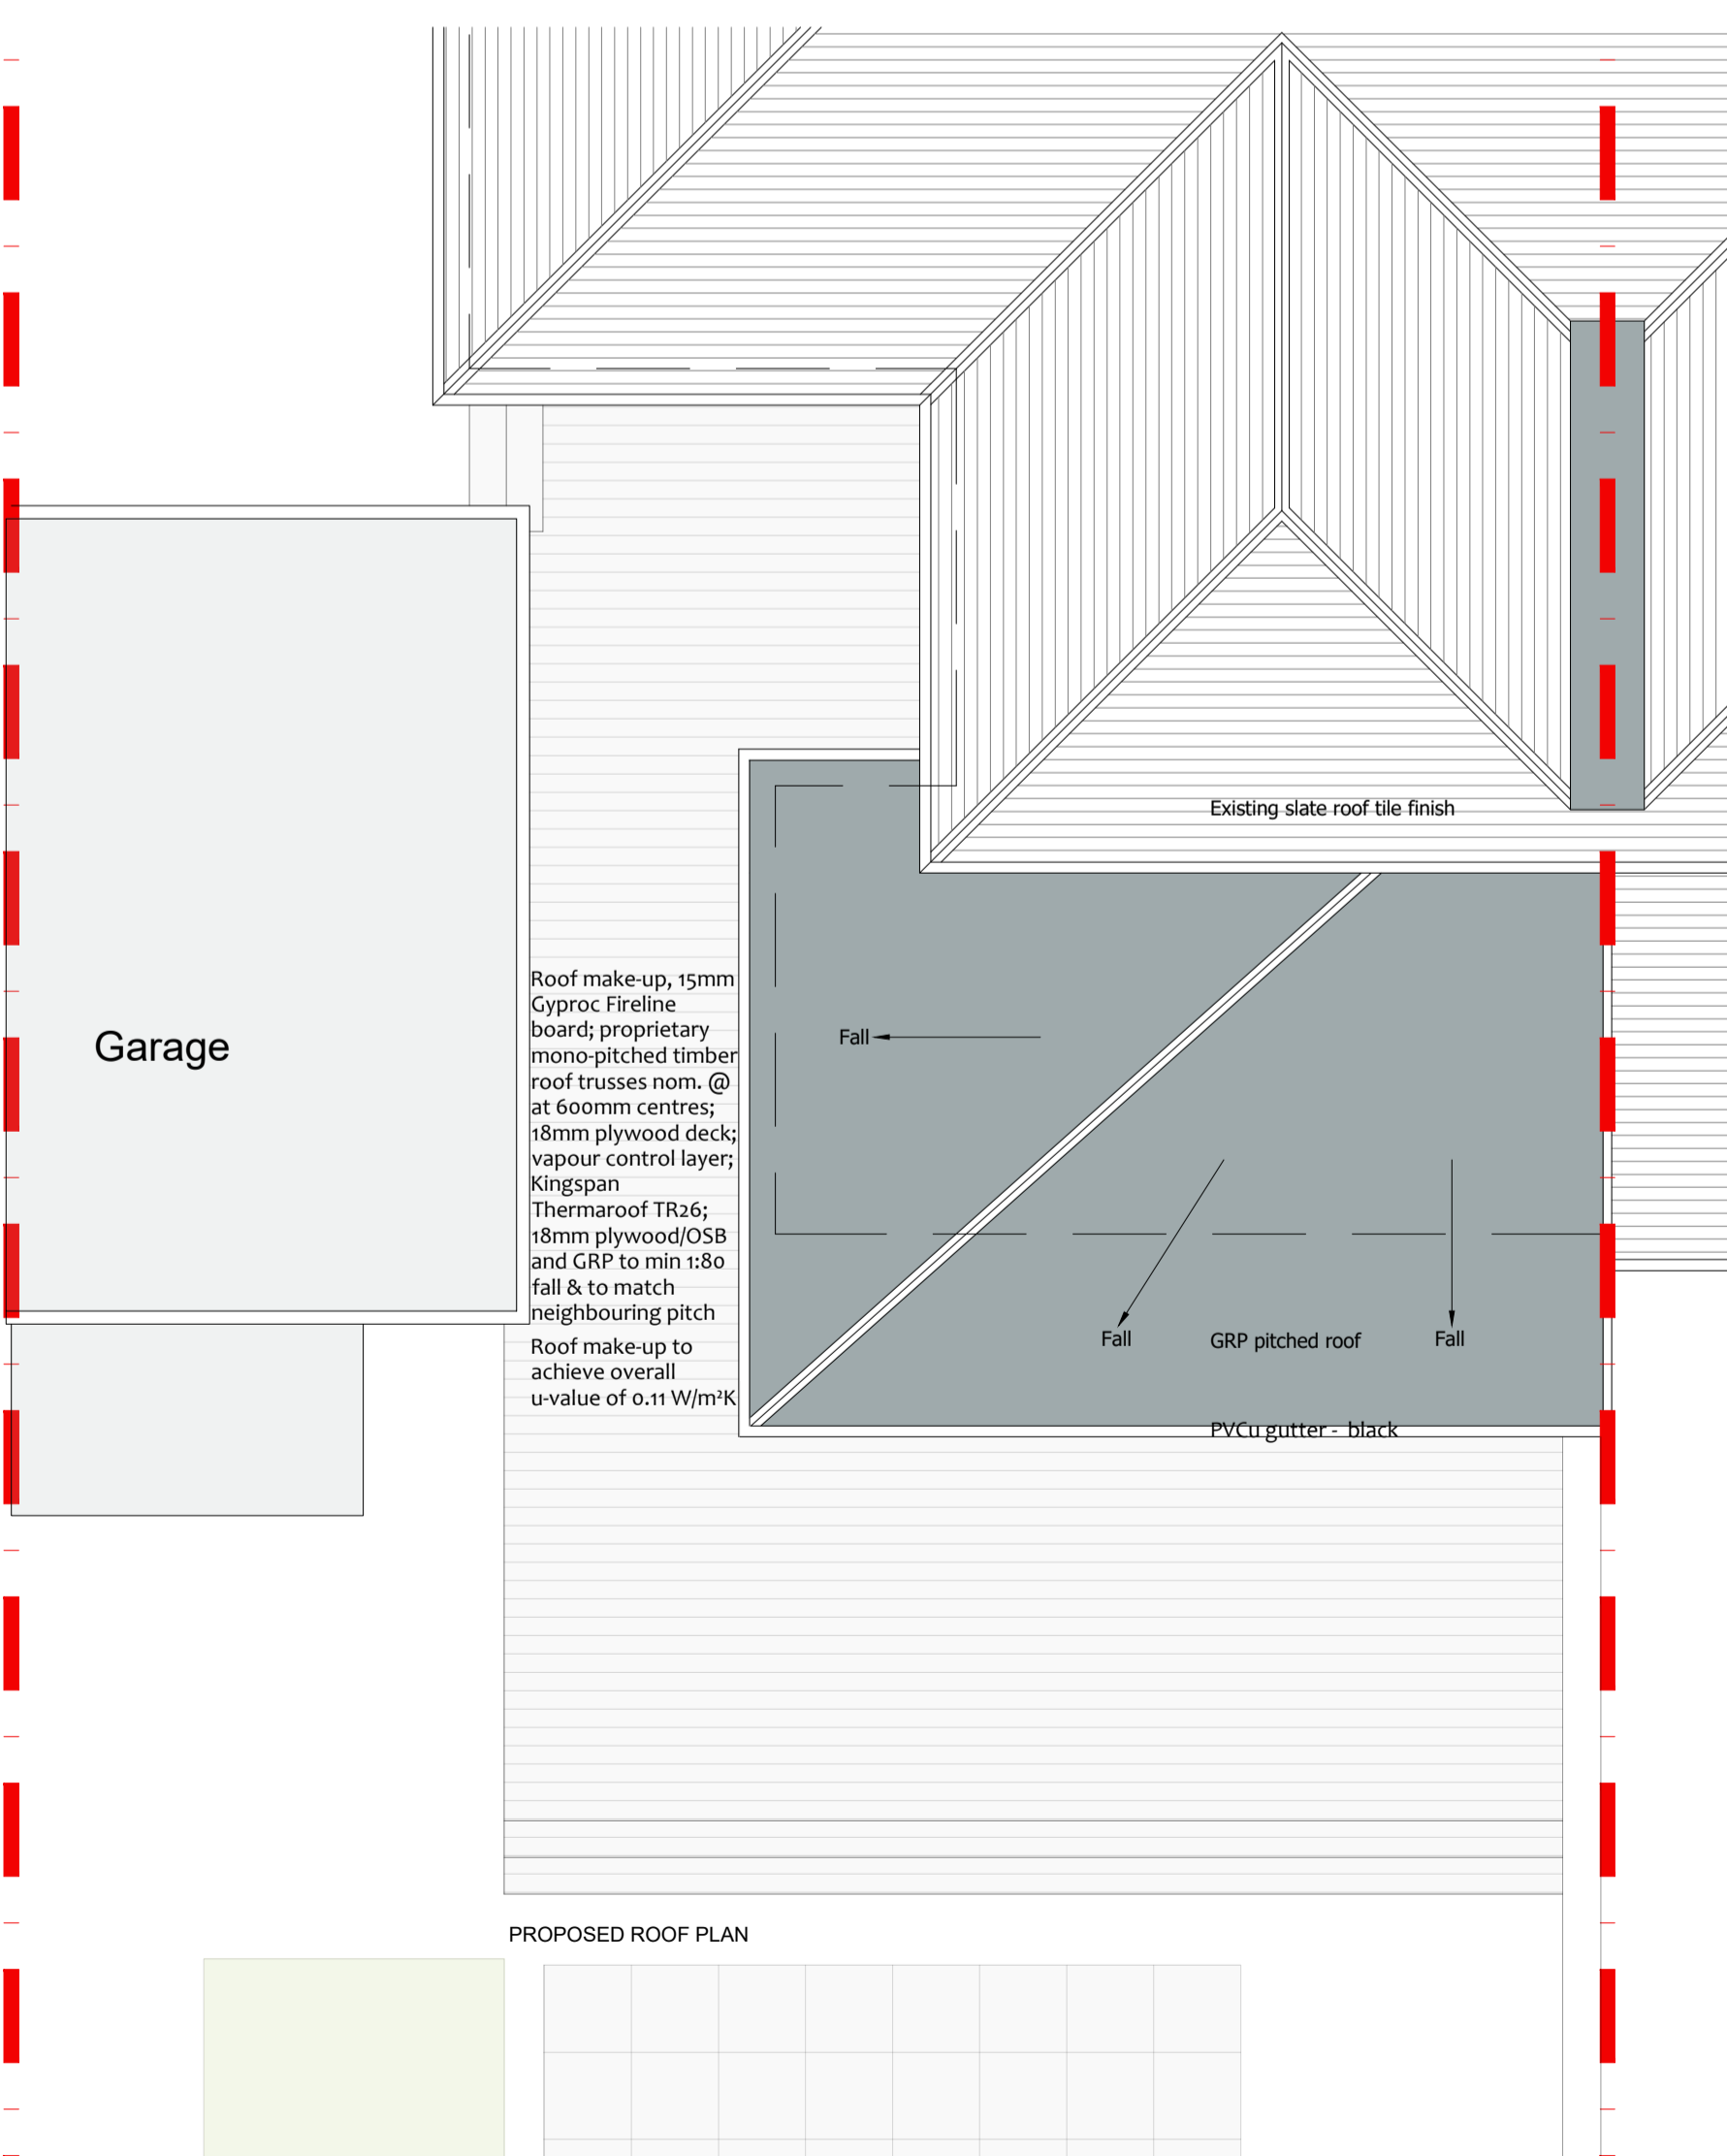 Existing slate roof tile finish
Roof make-up, 15mm
Gyproc Fireline
board; proprietary
mono-pitched timber
roof trusses nom. @
at 600mm centres;
18mm plywood deck;
vapour control layer;
Kingspan
Thermaroof TR26;
18mm plywood/OSB
and GRP to min 1:80
fall & to match
neighbouring pitch
Roof make-up to
achieve overall
u-value of 0.11 W/m²K
Garage
Fall
Fall
GRP pitched roof
Fall
PVCu gutter - black
PROPOSED ROOF PLAN